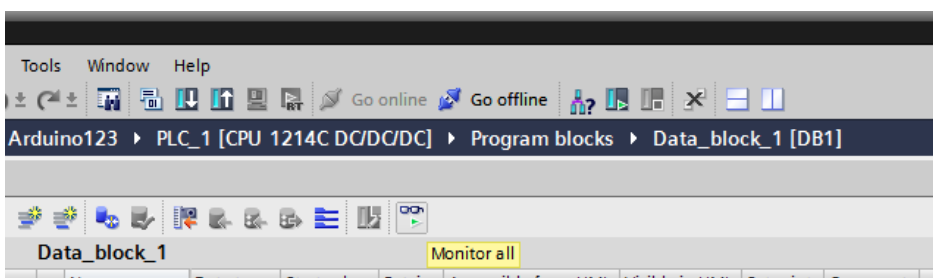 Tools Window Help
RT Go online Go offline
Arduino123 PLC_1 [CPU 1214C DC/DC/DC] Program blocks Data_block_1 [DB1]
Data_block_1
Monitor all